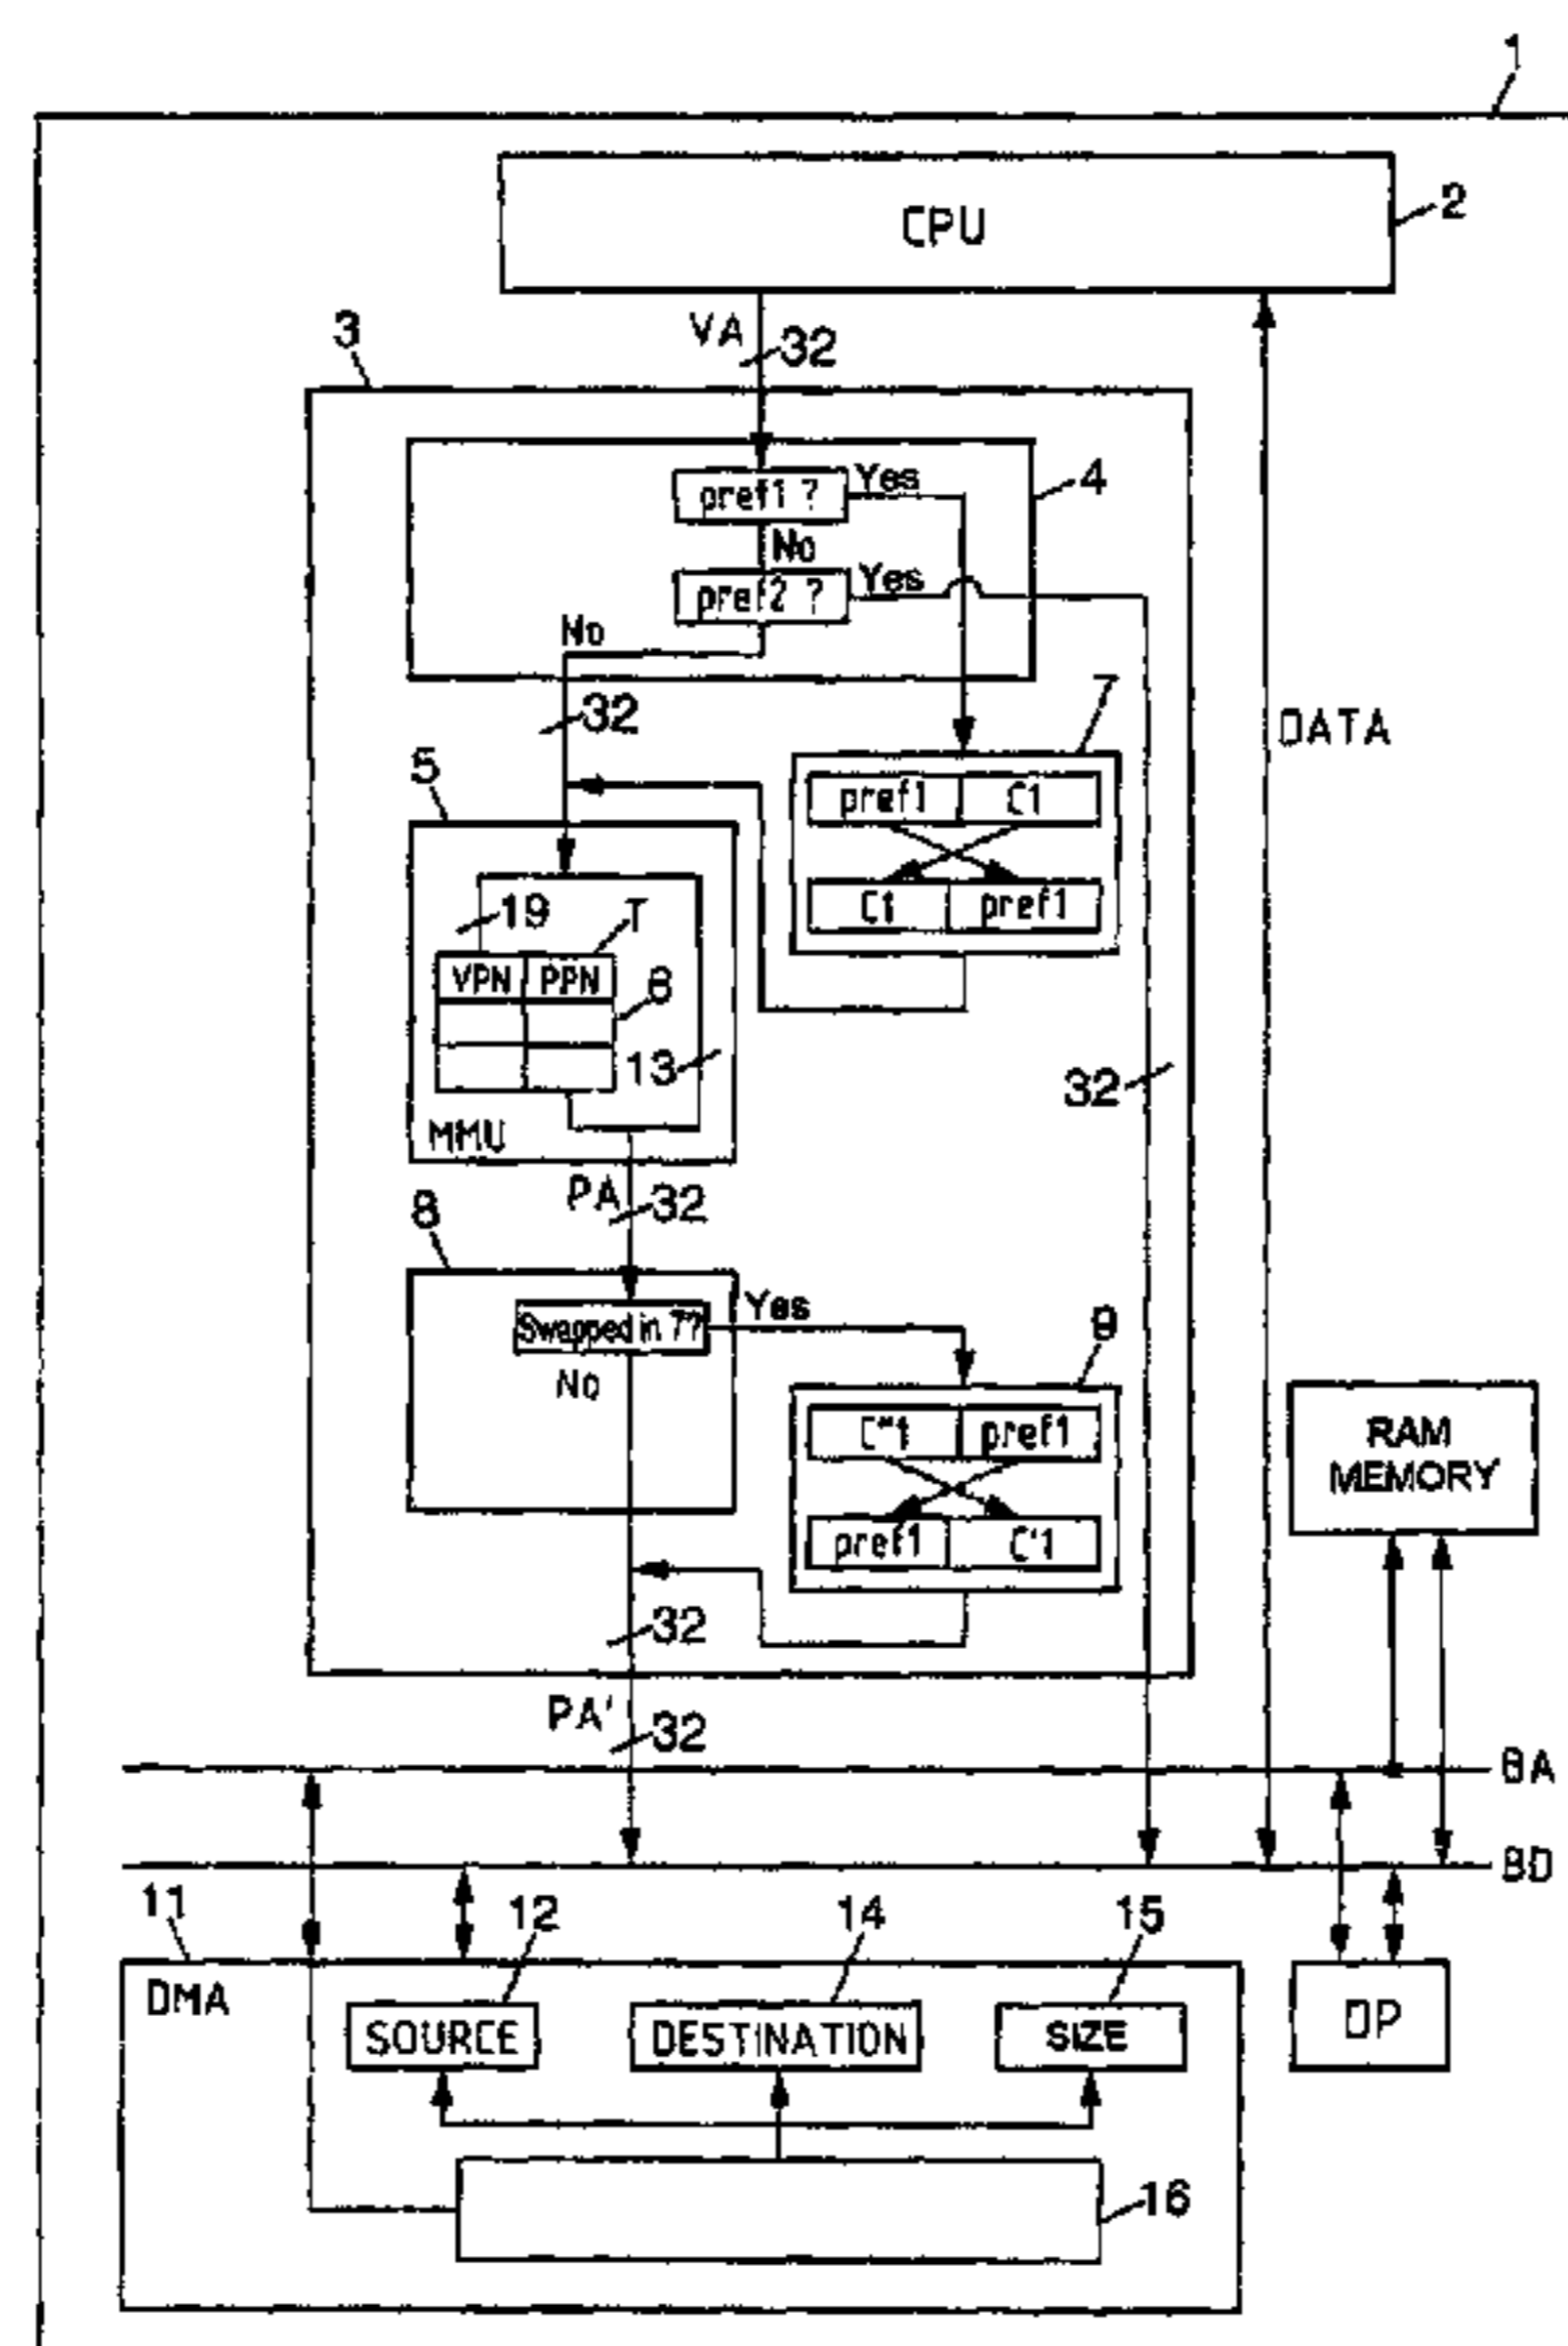 1
CPU
2
VA
32
3
pref1 ?
Yes
4
No
pref2 ?
Yes
No
32
7
DATA
5
pref1
C1
C1
pref1
19
T
VPN
PPN
6
13
32
MMU
PA
32
8
Swapped in 7?
Yes
9
No
C"1
pref1
RAM
MEMORY
pref1
C'1
32
PA'
32
BA
BD
11
12
14
15
DMA
SOURCE
DESTINATION
SIZE
DP
16